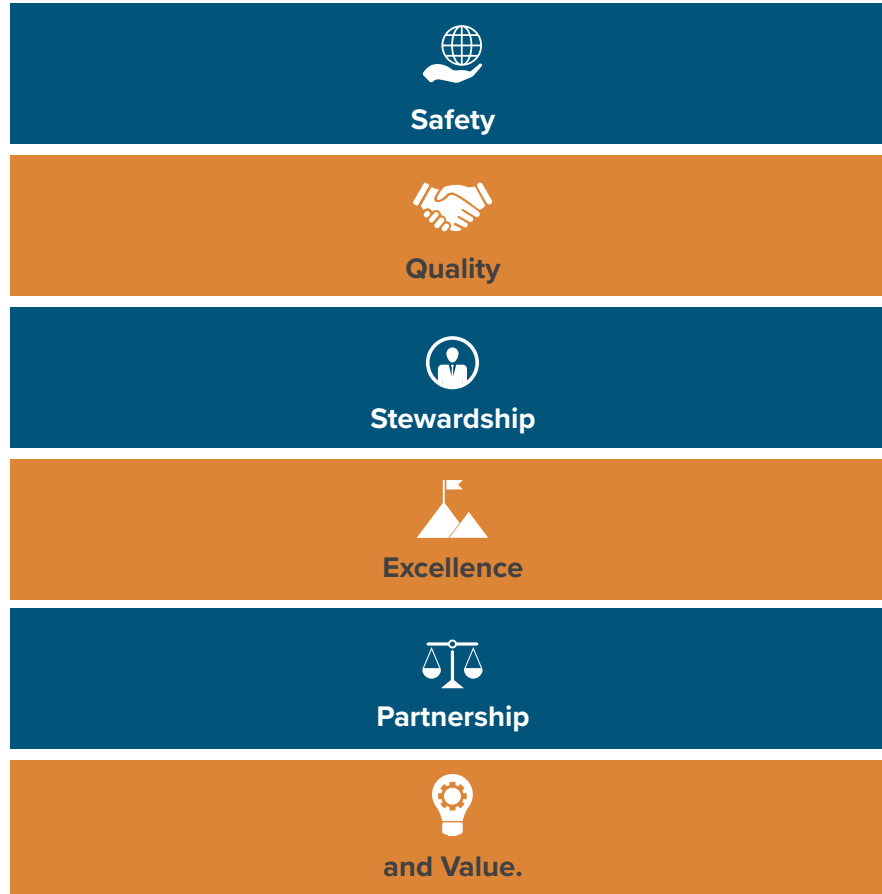 Safety
Quality
Stewardship
Excellence
Partnership
and Value.